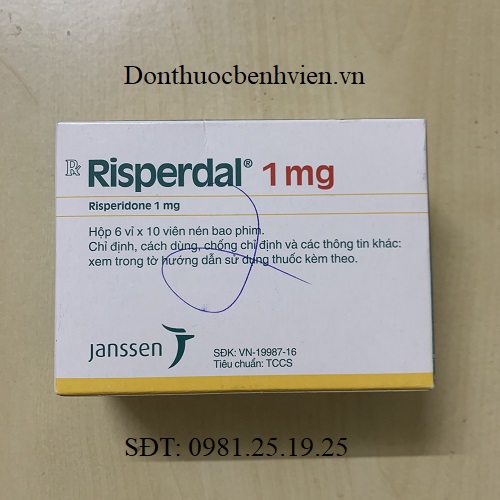 Donthuocbenhvien.vn
Rx Risperdal® 1 mg
Risperidone 1 mg
Hộp 6 vỉ x 10 viên nén bao phim.
Chỉ định, cách dùng, chống chỉ định và các thông tin khác:
xem trong tờ hướng dẫn sử dụng thuốc kèm theo.
janssen
SĐK: VN-19987-16
Tiêu chuẩn: TCCS
SĐT: 0981.25.19.25